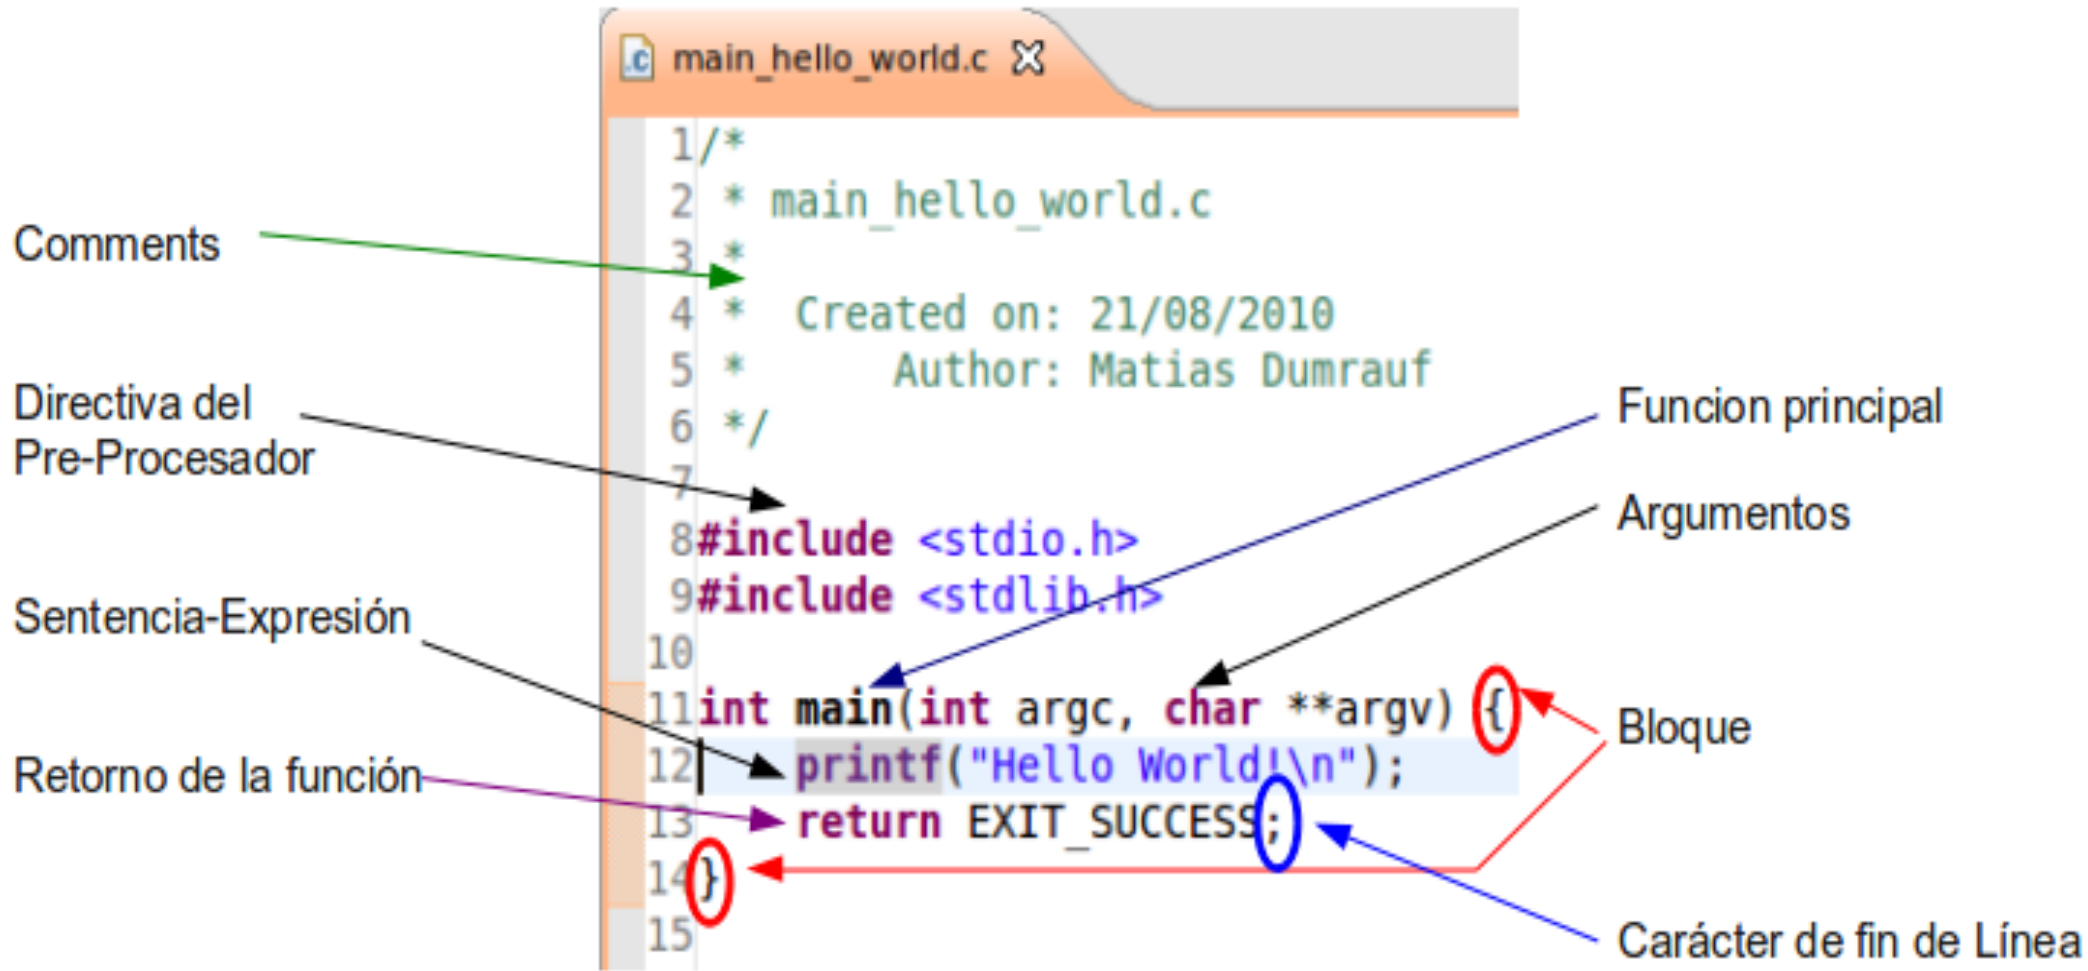 main_hello_world.c
1/*
2 * main_hello_world.c
3 *
4 *  Created on: 21/08/2010
5 *      Author: Matias Dumrauf
6 */
7
8#include <stdio.h>
9#include <stdlib.h>
10
11int main(int argc, char **argv) {
12    printf("Hello World!\n");
13    return EXIT_SUCCESS;
14}
15
Comments
Directiva del
Pre-Procesador
Sentencia-Expresión
Retorno de la función
Funcion principal
Argumentos
Bloque
Carácter de fin de Línea